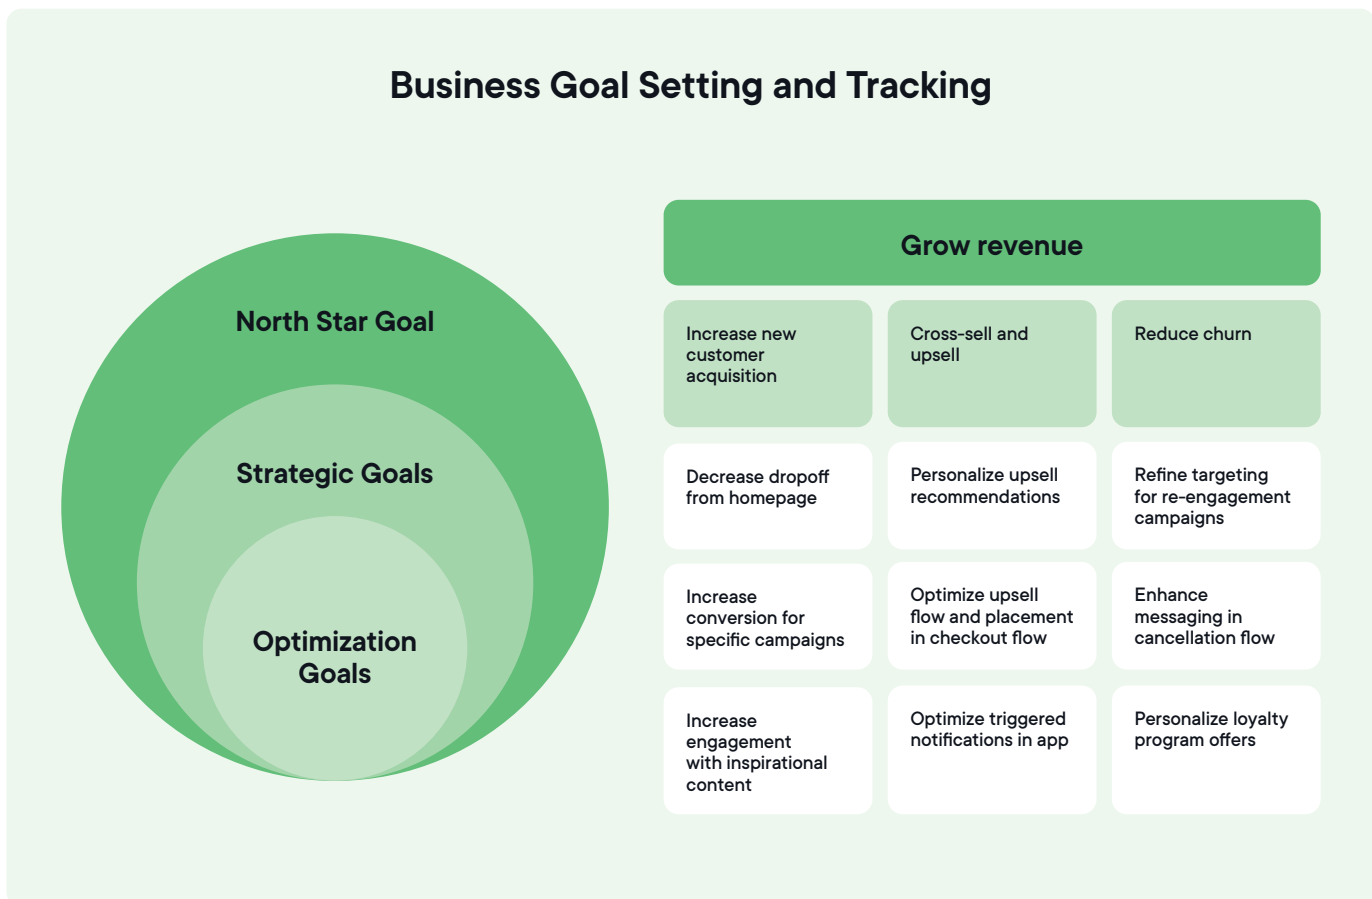 Business Goal Setting and Tracking
North Star Goal
Strategic Goals
Optimization
Goals
Grow revenue
Increase new
customer
acquisition
Cross-sell and
upsell
Reduce churn
Decrease dropoff
from homepage
Personalize upsell
recommendations
Refine targeting
for re-engagement
campaigns
Increase
conversion for
specific campaigns
Optimize upsell
flow and placement
in checkout flow
Enhance
messaging in
cancellation flow
Increase
engagement
with inspirational
content
Optimize triggered
notifications in app
Personalize loyalty
program offers